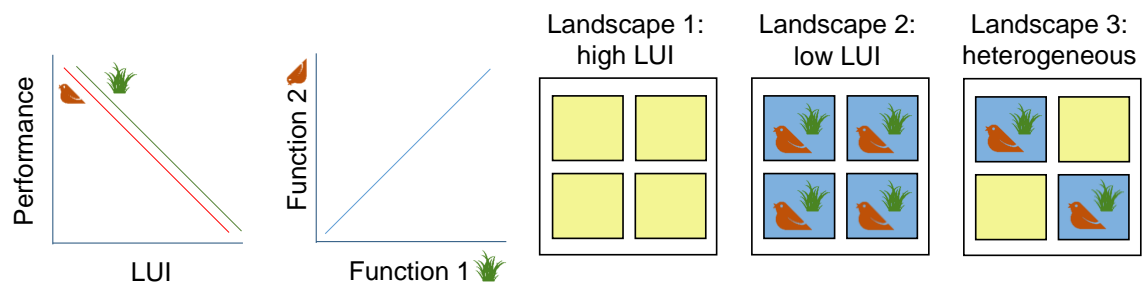 Performance
LUI
Function 2
Function 1
Landscape 1:
high LUI
Landscape 2:
low LUI
Landscape 3:
heterogeneous